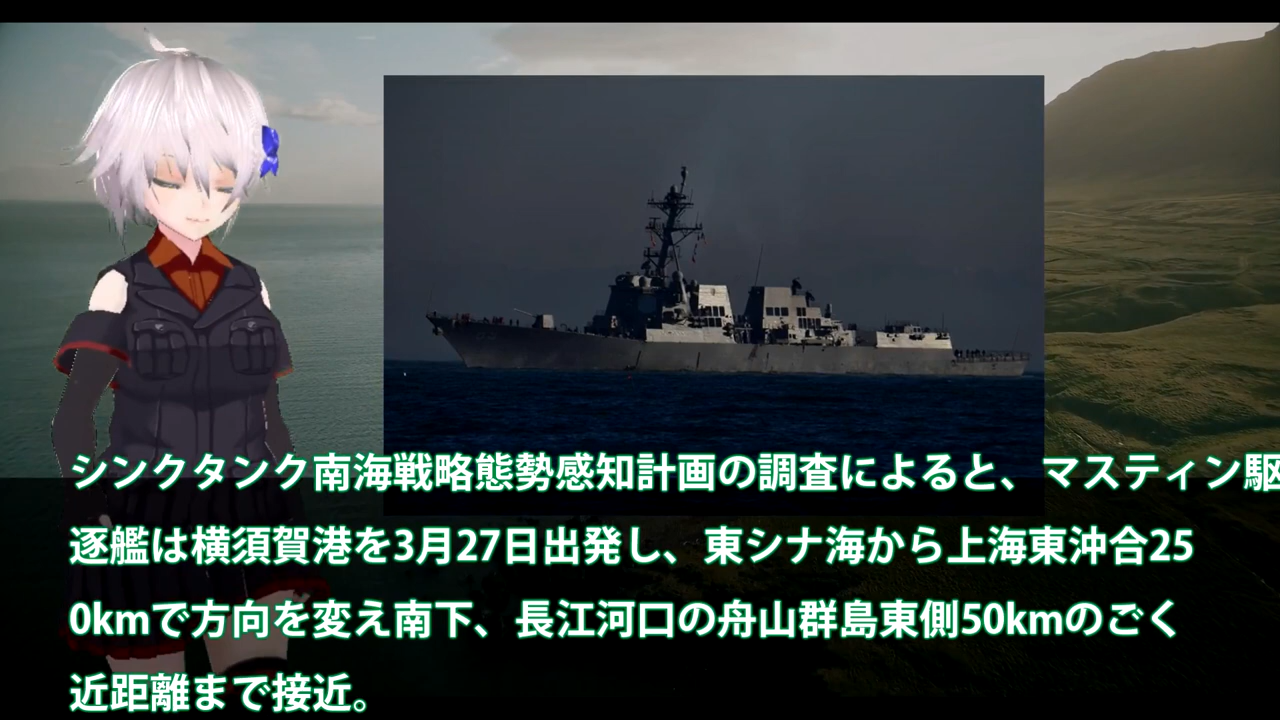 シンクタンク南海戦略態勢感知計画の調査によると、マスティン駆
逐艦は横須賀港を3月27日出発し、東シナ海から上海東沖合25
0kmで方向を変え南下、長江河口の舟山群島東側50kmのごく
近距離まで接近。